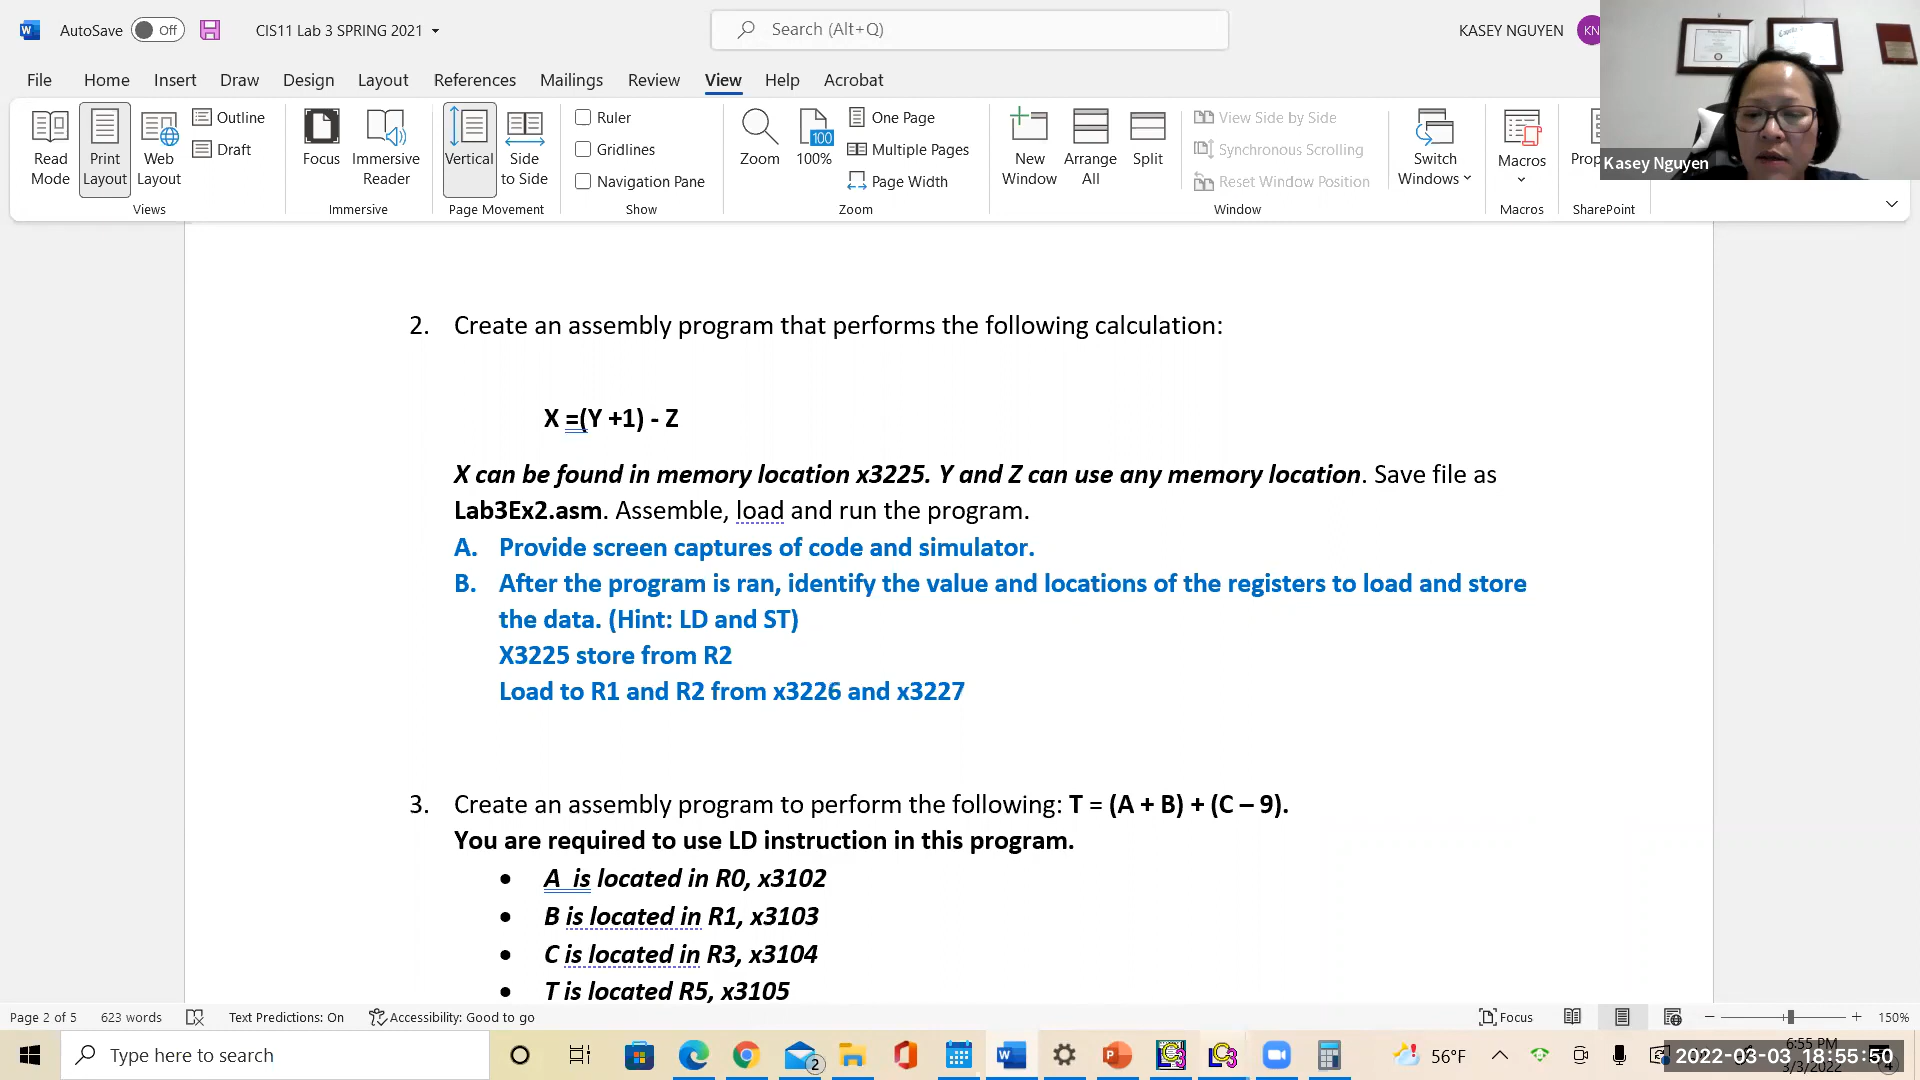 AutoSave Off CIS11 Lab 3 SPRING 2021 Search (Alt+Q) KASEY NGUYEN KN
File Home Insert Draw Design Layout References Mailings Review View Help Acrobat
Read Mode
Print Layout
Web Layout
Outline
Draft
Views
Focus
Immersive Reader
Immersive
Vertical
Side to Side
Page Movement
Ruler
Gridlines
Navigation Pane
Show
Zoom
100
100%
One Page
Multiple Pages
Page Width
Zoom
New Window
Arrange All
Split
View Side by Side
Synchronous Scrolling
Reset Window Position
Switch Windows
Window
Macros
Macros
SharePoint
Kasey Nguyen
2. Create an assembly program that performs the following calculation:
X =(Y +1) - Z
X can be found in memory location x3225. Y and Z can use any memory location. Save file as
Lab3Ex2.asm. Assemble, load and run the program.
A. Provide screen captures of code and simulator.
B. After the program is ran, identify the value and locations of the registers to load and store
the data. (Hint: LD and ST)
X3225 store from R2
Load to R1 and R2 from x3226 and x3227
3. Create an assembly program to perform the following: T = (A + B) + (C – 9).
You are required to use LD instruction in this program.
• A is located in R0, x3102
• B is located in R1, x3103
• C is located in R3, x3104
• T is located R5, x3105
Page 2 of 5 623 words Text Predictions: On Accessibility: Good to go Focus 150%
Type here to search 2 56°F 6:55 PM
2022-03-03 18:55:50
3/3/2022 4